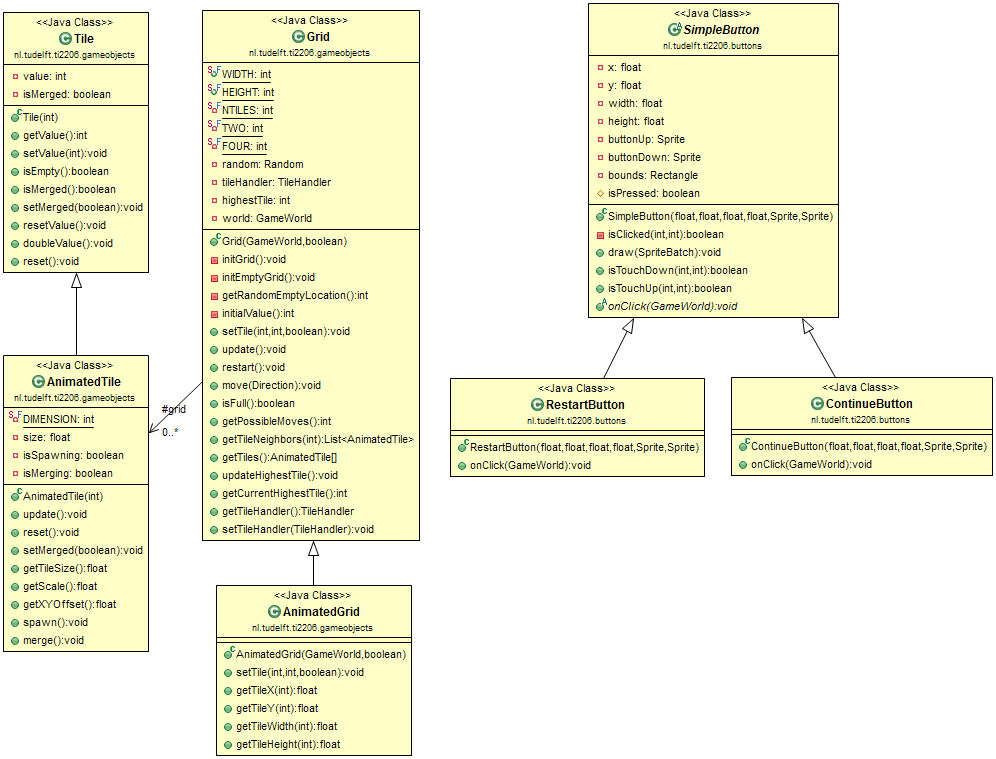 <<Java Class>>
Tile
nl.tudelft.ti2206.gameobjects
value: int
isMerged: boolean
Tile(int)
getValue():int
setValue(int):void
isEmpty():boolean
isMerged():boolean
setMerged(boolean):void
resetValue():void
doubleValue():void
reset():void
<<Java Class>>
AnimatedTile
nl.tudelft.ti2206.gameobjects
DIMENSION: int
size: float
isSpawning: boolean
isMerging: boolean
AnimatedTile(int)
update():void
reset():void
setMerged(boolean):void
getTileSize():float
getScale():float
getXYOffset():float
spawn():void
merge():void
#grid
0..*
<<Java Class>>
Grid
nl.tudelft.ti2206.gameobjects
WIDTH: int
HEIGHT: int
NTILES: int
TWO: int
FOUR: int
random: Random
tileHandler: TileHandler
highestTile: int
world: GameWorld
Grid(GameWorld,boolean)
initGrid():void
initEmptyGrid():void
getRandomEmptyLocation():int
initialValue():int
setTile(int,int,boolean):void
update():void
restart():void
move(Direction):void
isFull():boolean
getPossibleMoves():int
getTileNeighbors(int):List<AnimatedTile>
getTiles():AnimatedTile[]
updateHighestTile():void
getCurrentHighestTile():int
getTileHandler():TileHandler
setTileHandler(TileHandler):void
<<Java Class>>
AnimatedGrid
nl.tudelft.ti2206.gameobjects
AnimatedGrid(GameWorld,boolean)
setTile(int,int,boolean):void
getTileX(int):float
getTileY(int):float
getTileWidth(int):float
getTileHeight(int):float
<<Java Class>>
SimpleButton
nl.tudelft.ti2206.buttons
x: float
y: float
width: float
height: float
buttonUp: Sprite
buttonDown: Sprite
bounds: Rectangle
isPressed: boolean
SimpleButton(float,float,float,float,Sprite,Sprite)
isClicked(int,int):boolean
draw(SpriteBatch):void
isTouchDown(int,int):boolean
isTouchUp(int,int):boolean
onClick(GameWorld):void
<<Java Class>>
RestartButton
nl.tudelft.ti2206.buttons
RestartButton(float,float,float,float,Sprite,Sprite)
onClick(GameWorld):void
<<Java Class>>
ContinueButton
nl.tudelft.ti2206.buttons
ContinueButton(float,float,float,float,Sprite,Sprite)
onClick(GameWorld):void